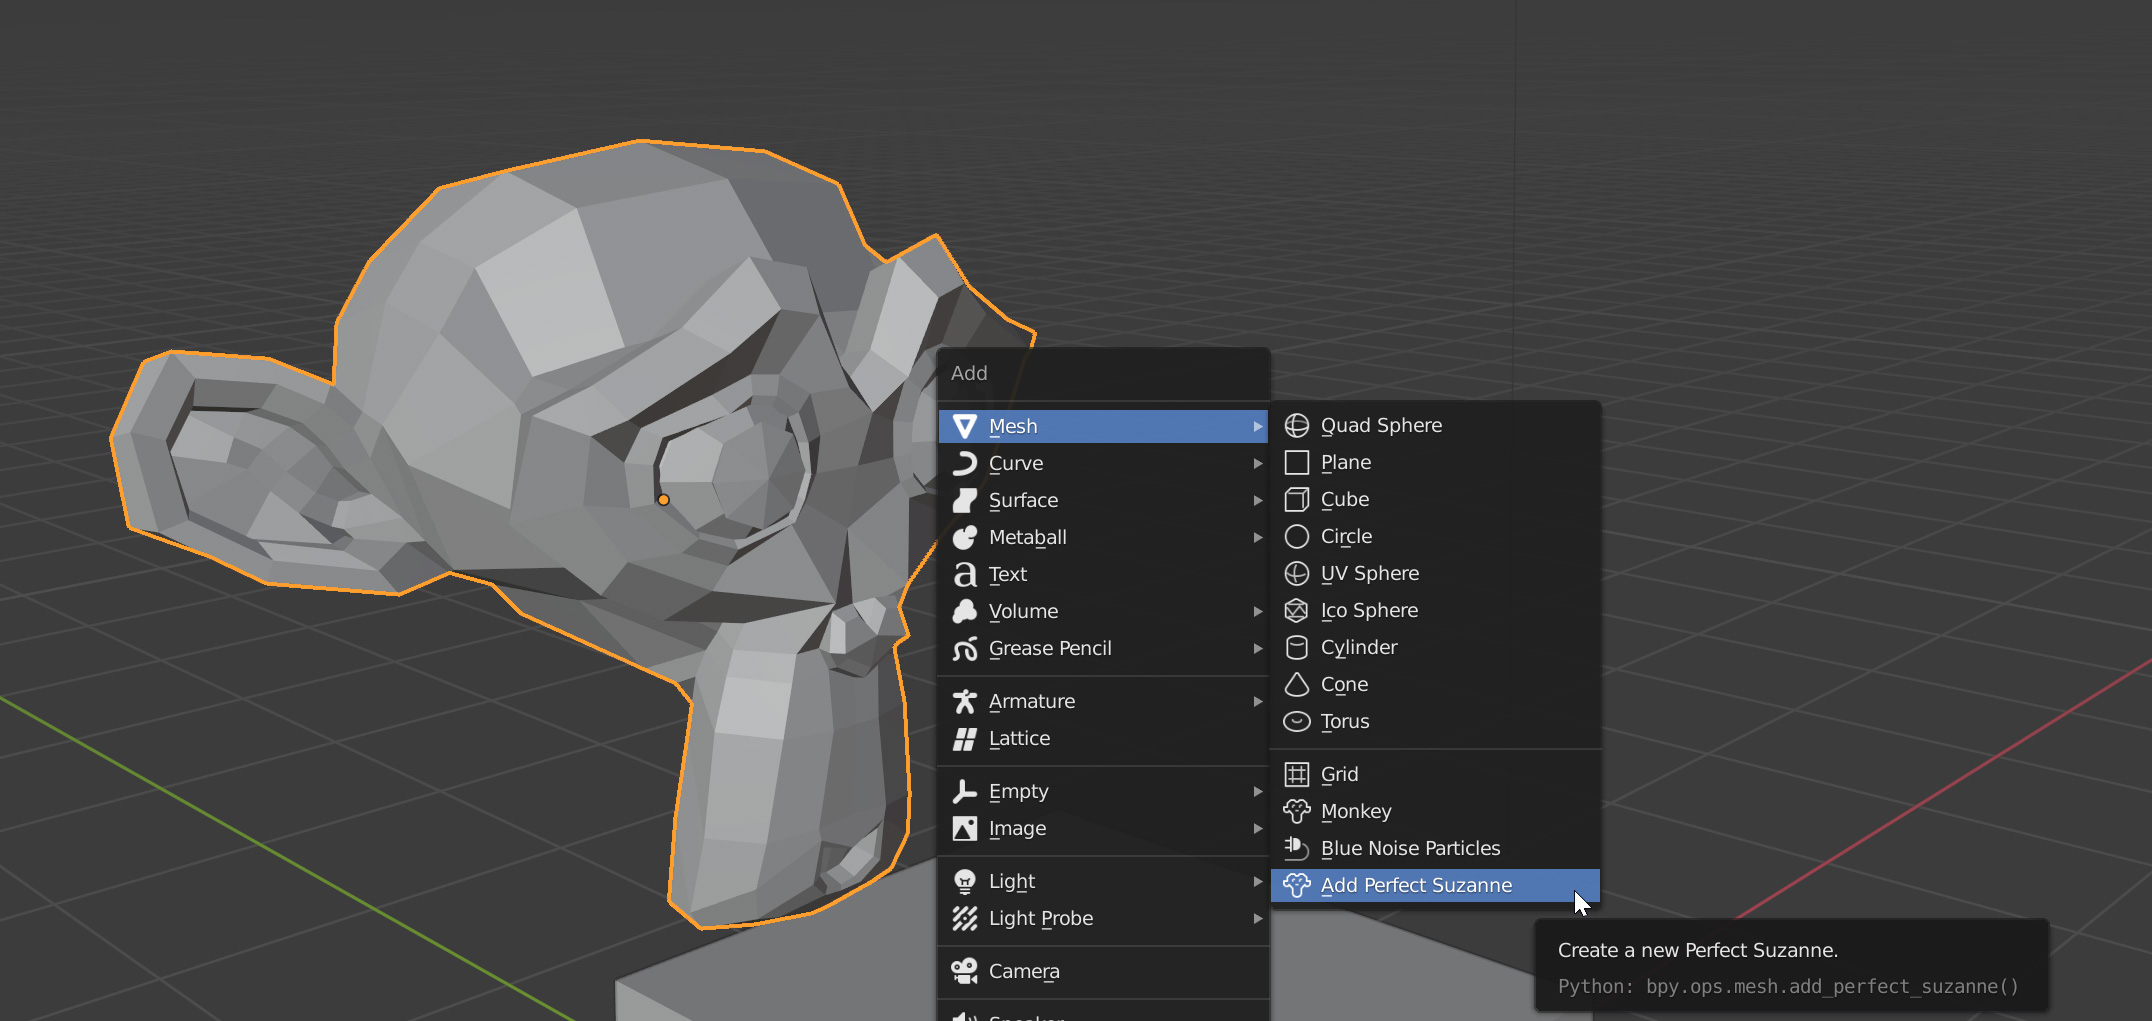 Add
Mesh
Curve
Surface
Metaball
Text
Volume
Grease Pencil
Armature
Lattice
Empty
Image
Light
Light Probe
Camera
Speaker
Quad Sphere
Plane
Cube
Circle
UV Sphere
Ico Sphere
Cylinder
Cone
Torus
Grid
Monkey
Blue Noise Particles
Add Perfect Suzanne
Create a new Perfect Suzanne.
Python: bpy.ops.mesh.add_perfect_suzanne()